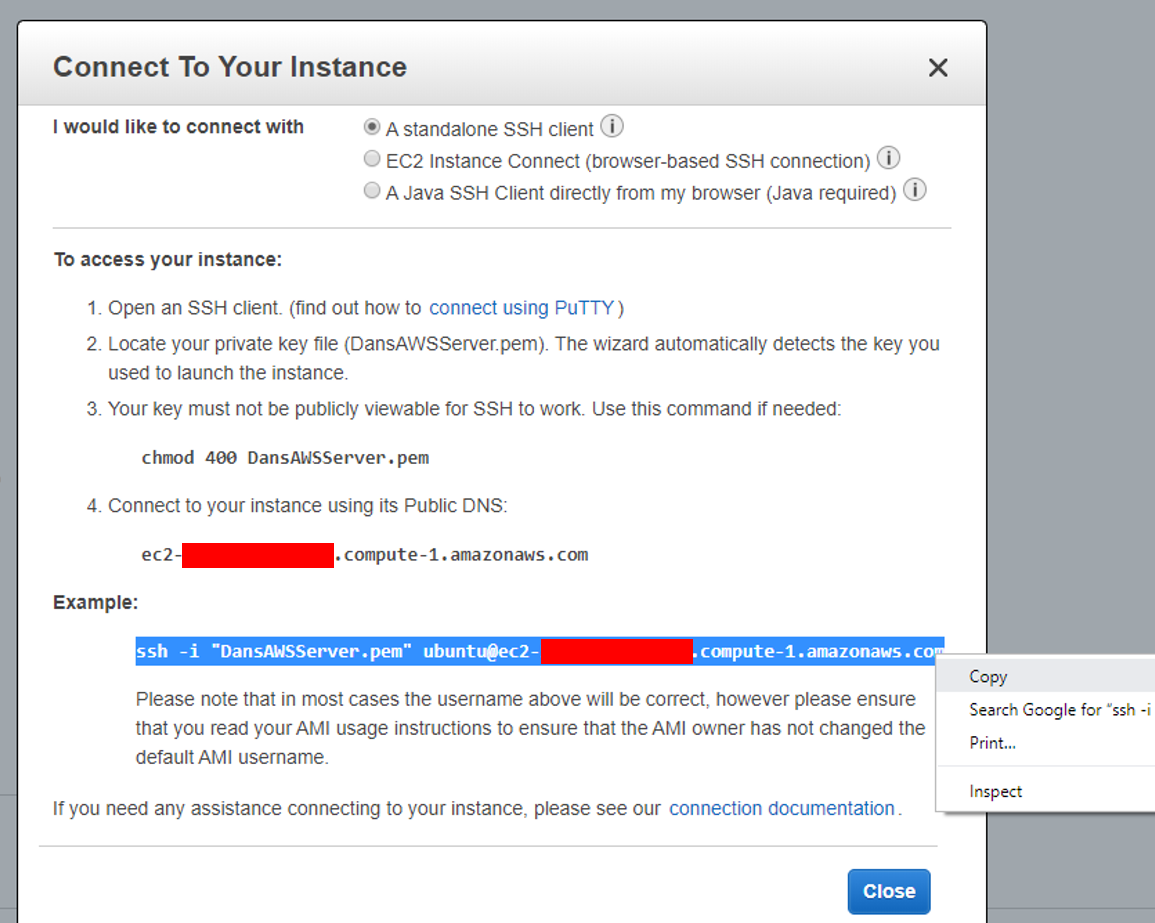 Connect To Your Instance
I would like to connect with
A standalone SSH client
EC2 Instance Connect (browser-based SSH connection)
A Java SSH Client directly from my browser (Java required)
To access your instance:
1. Open an SSH client. (find out how to connect using PuTTY)
2. Locate your private key file (DansAWSServer.pem). The wizard automatically detects the key you
used to launch the instance.
3. Your key must not be publicly viewable for SSH to work. Use this command if needed:
chmod 400 DansAWSServer.pem
4. Connect to your instance using its Public DNS:
ec2-.compute-1.amazonaws.com
Example:
ssh -i "DansAWSServer.pem" ubuntu@ec2-.compute-1.amazonaws.com
Please note that in most cases the username above will be correct, however please ensure
that you read your AMI usage instructions to ensure that the AMI owner has not changed the
default AMI username.
If you need any assistance connecting to your instance, please see our connection documentation.
Copy
Search Google for “ssh -i
Print...
Inspect
Close